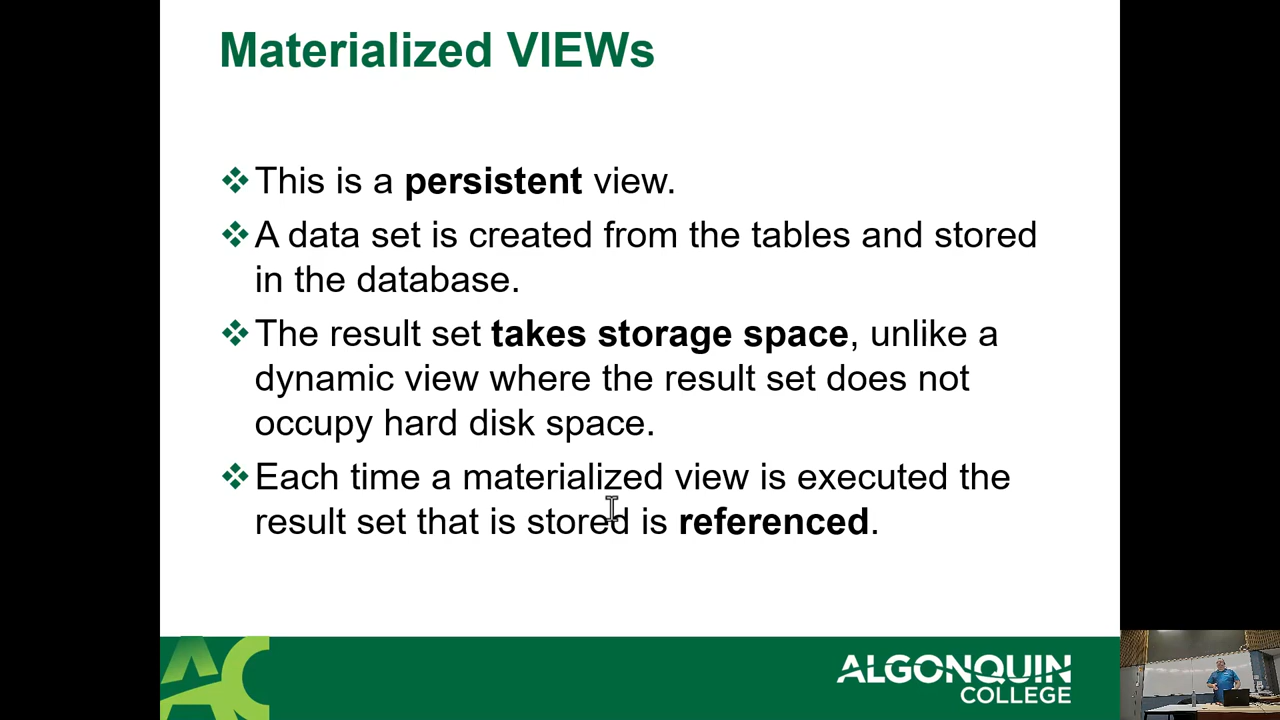 Materialized VIEWs
This is a persistent view.
A data set is created from the tables and stored
in the database.
The result set takes storage space, unlike a
dynamic view where the result set does not
occupy hard disk space.
Each time a materialized view is executed the
result set that is stored is referenced.
AC
ALGONQUIN
COLLEGE